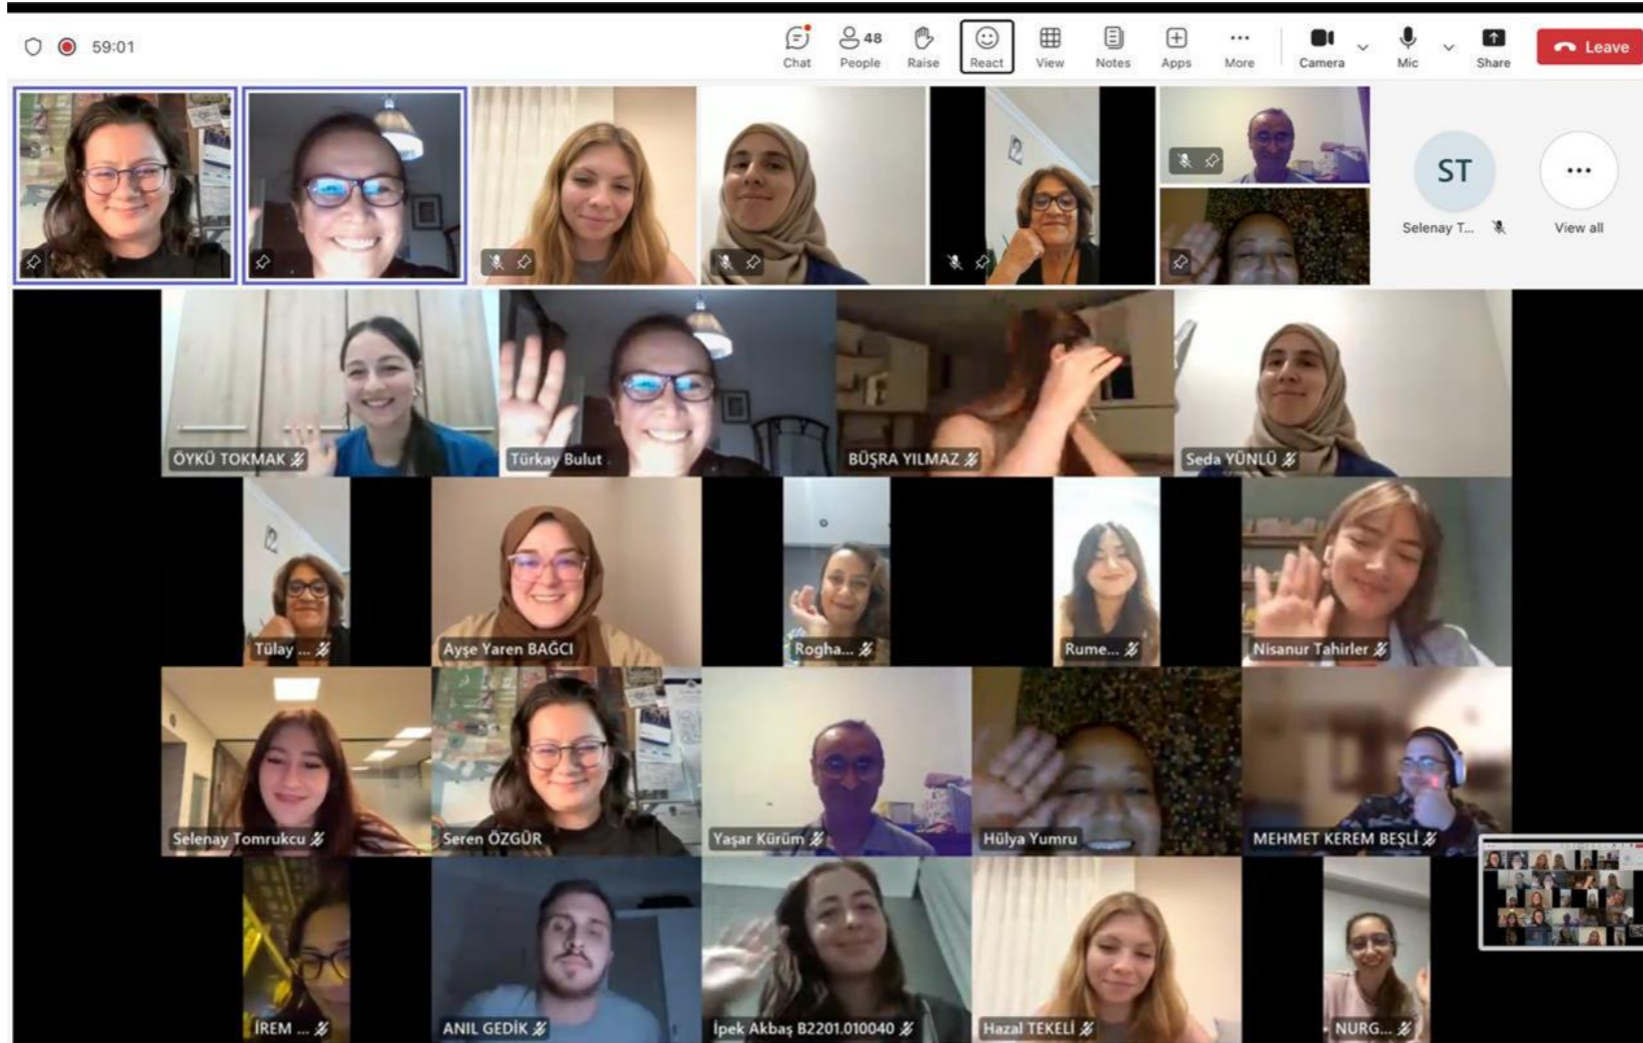 59:01
Chat
48
People
Raise
React
View
Notes
Apps
More
Camera
Mic
Share
Leave
ST
Selenay T...
View all
ÖYKÜ TOKMAK
Türkay Bulut
BÜŞRA YILMAZ
Seda YÜNLÜ
Tülay ...
Ayşe Yaren BAĞCI
Rogha...
Rume...
Nisanur Tahirler
Selenay Tomrukcu
Seren ÖZGÜR
Yaşar Kürüm
Hülya Yumru
MEHMET KEREM BEŞLİ
İREM ...
ANIL GEDİK
İpek Akbaş B2201.010040
Hazal TEKELİ
NURG...